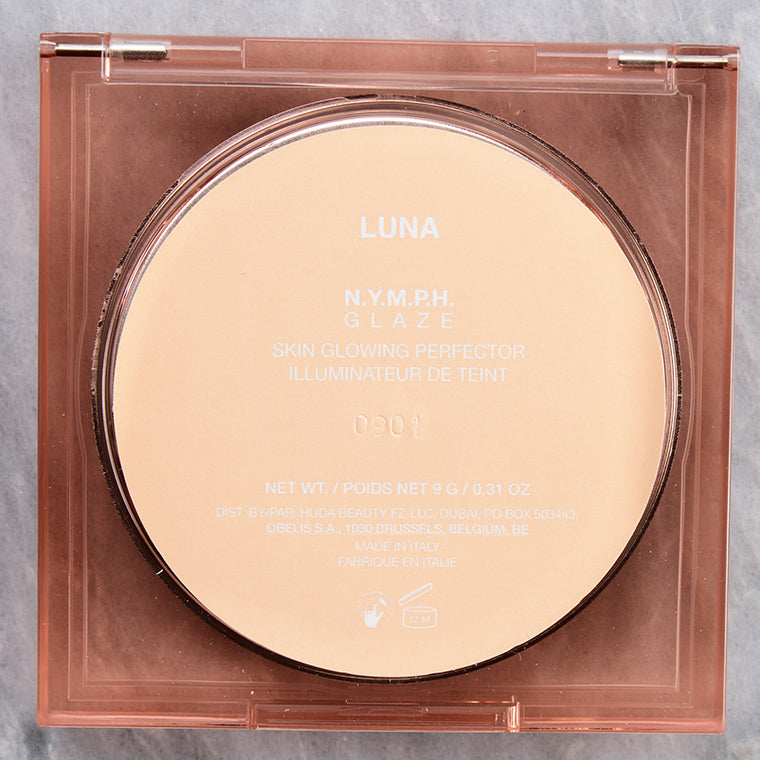 LUNA
N.Y.M.P.H.
GLAZE
SKIN GLOWING PERFECTOR
ILLUMINATEUR DE TEINT
0901
NET WT. / POIDS NET 9 G / 0.31 OZ
DIST. BY/PAR: HUDA BEAUTY FZ-LLC, DUBAI, PO BOX 503443
OBELIS S.A., 1030 BRUSSELS, BELGIUM, BE
MADE IN ITALY
FABRIQUE EN ITALIE
12 M